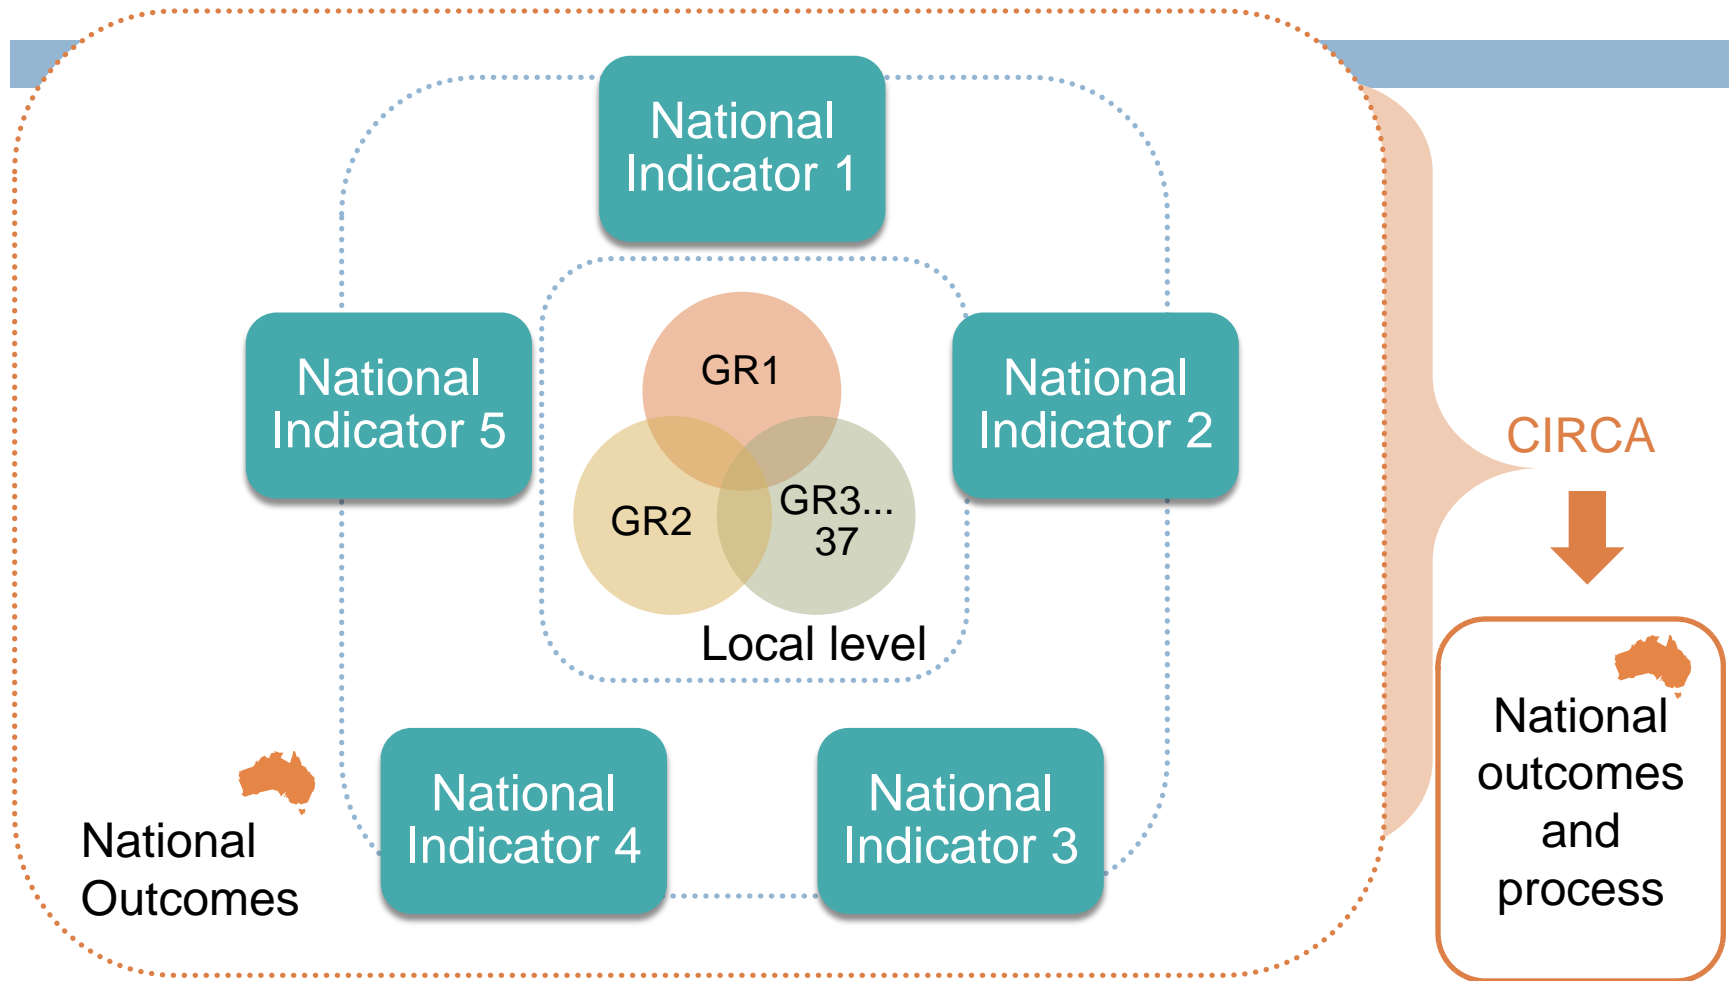 National
Indicator 1
National
Indicator 5
GR1
National
Indicator 2
GR2
GR3...
37
Local level
National
Indicator 4
National
Indicator 3
National
Outcomes
CIRCA
National
outcomes
and
process